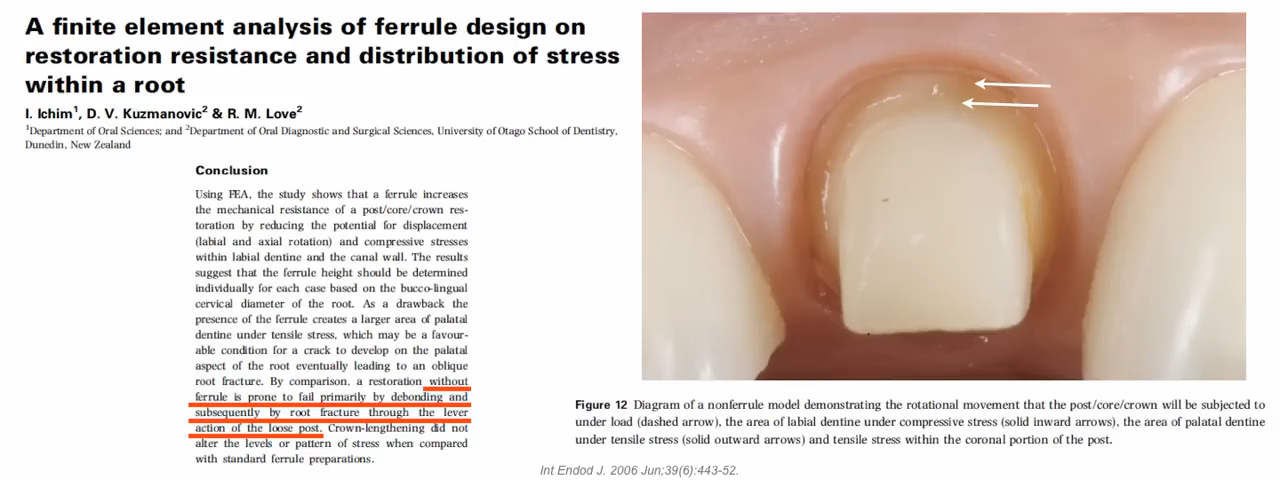 A finite element analysis of ferrule design on
restoration resistance and distribution of stress
within a root
I. Ichim1, D. V. Kuzmanovic2 & R. M. Love2
1Department of Oral Sciences; and 2Department of Oral Diagnostic and Surgical Sciences, University of Otago School of Dentistry,
Dunedin, New Zealand
Conclusion
Using FEA, the study shows that a ferrule increases
the mechanical resistance of a post/core/crown res-
toration by reducing the potential for displacement
(labial and axial rotation) and compressive stresses
within labial dentine and the canal wall. The results
suggest that the ferrule height should be determined
individually for each case based on the bucco-lingual
cervical diameter of the root. As a drawback the
presence of the ferrule creates a larger area of palatal
dentine under tensile stress, which may be a favour-
able condition for a crack to develop on the palatal
aspect of the root eventually leading to an oblique
root fracture. By comparison, a restoration without
ferrule is prone to fail primarily by debonding and
subsequently by root fracture through the lever
action of the loose post. Crown-lengthening did not
alter the levels or pattern of stress when compared
with standard ferrule preparations.
Figure 12 Diagram of a nonferrule model demonstrating the rotational movement that the post/core/crown will be subjected to
under load (dashed arrow), the area of labial dentine under compressive stress (solid inward arrows), the area of palatal dentine
under tensile stress (solid outward arrows) and tensile stress within the coronal portion of the post.
Int Endod J. 2006 Jun;39(6):443-52.